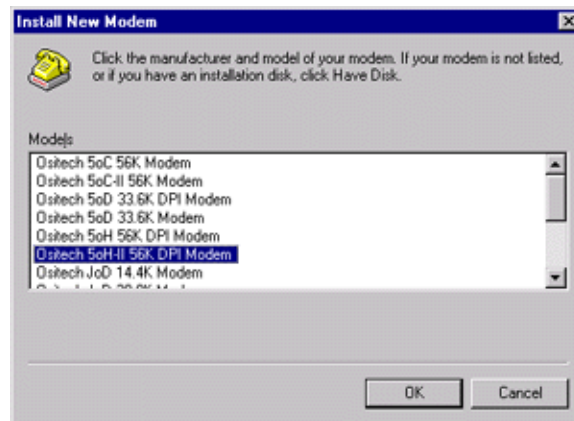 Install New Modem
Click the manufacturer and model of your modem. If your modem is not listed,
or if you have an installation disk, click Have Disk.
Models
Ositech 5oC 56K Modem
Ositech 5oC-II 56K Modem
Ositech 5oD 33.6K DPI Modem
Ositech 5oD 33.6K Modem
Ositech 5oH 56K DPI Modem
Ositech 5oH-II 56K DPI Modem
Ositech JoD 14.4K Modem
OK
Cancel